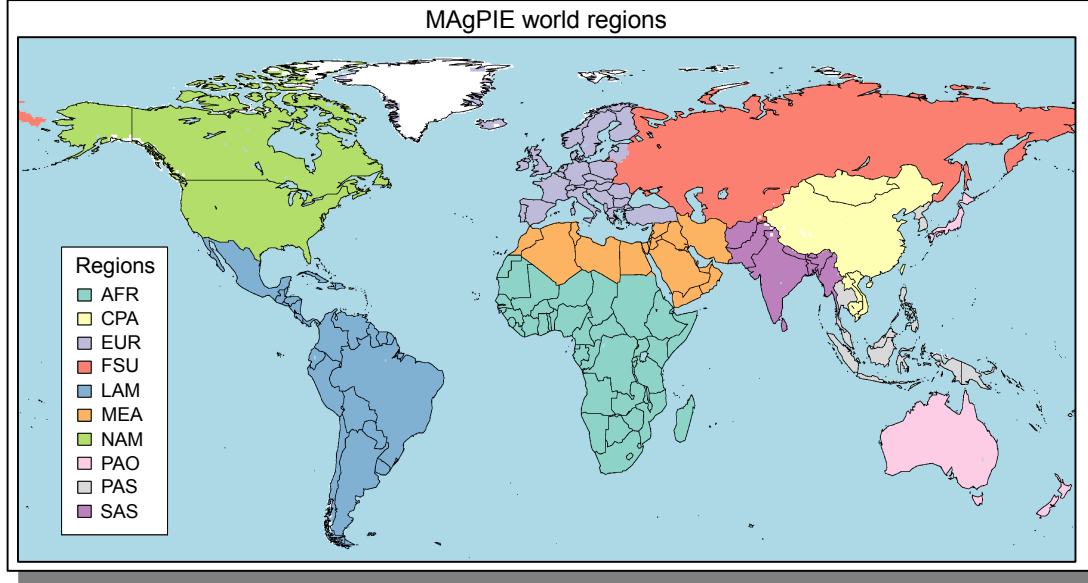 MAgPIE world regions
Regions
AFR
CPA
EUR
FSU
LAM
MEA
NAM
PAO
PAS
SAS